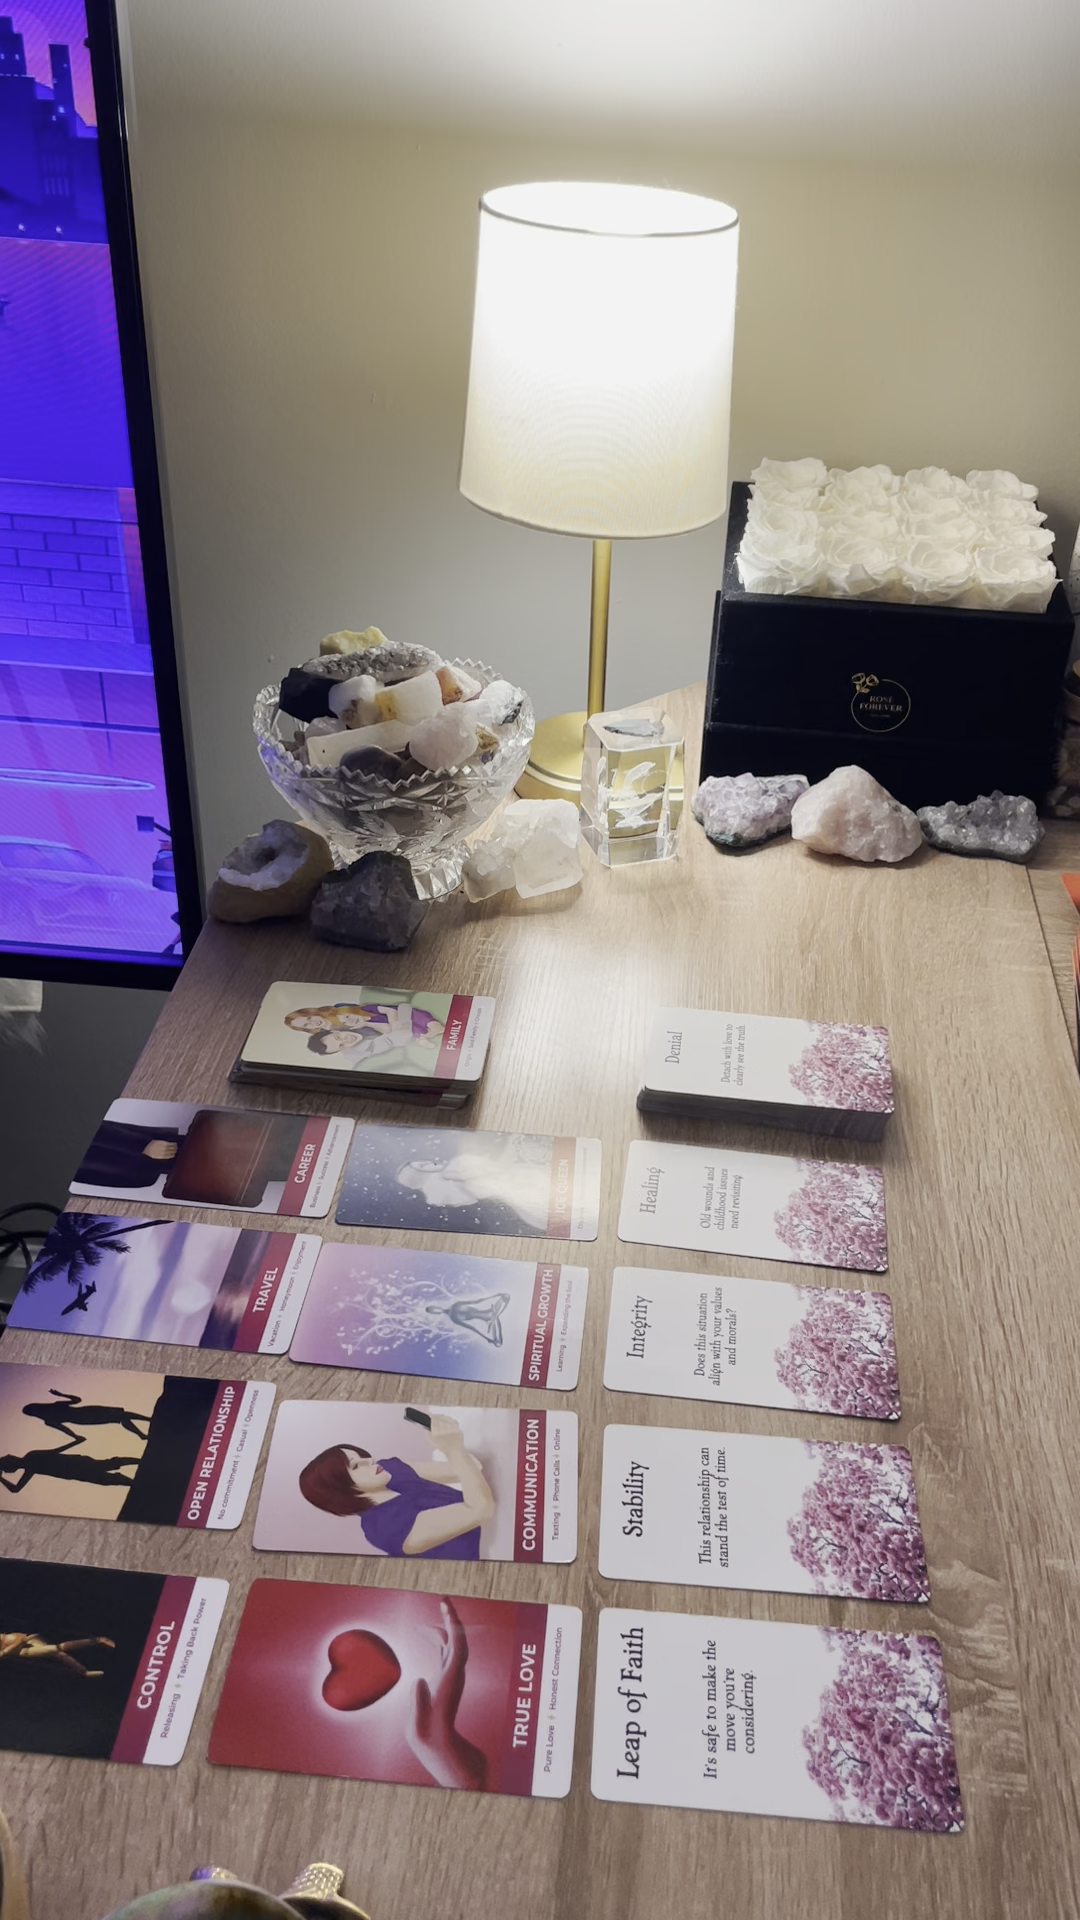 ROSE
FOREVER
FAMILY
Denial
Detach with love to
clearly see the truth.
CAREER
Business
Success
Advancement
QUEEN
Healing
Old wounds and
childhood issues
need revisiting.
TRAVEL
Vacation
Honeymoon
Enjoyment
SPIRITUAL GROWTH
Learning
Expanding the Soul
Integrity
Does this situation
align with your values
and morals?
OPEN RELATIONSHIP
No commitment
Casual
Openness
COMMUNICATION
Texting
Phone Calls
Online
Stability
This relationship can
stand the test of time.
CONTROL
Releasing
Taking Back Power
TRUE LOVE
Pure Love
Honest Connection
Leap of Faith
It's safe to make the
move you're
considering.